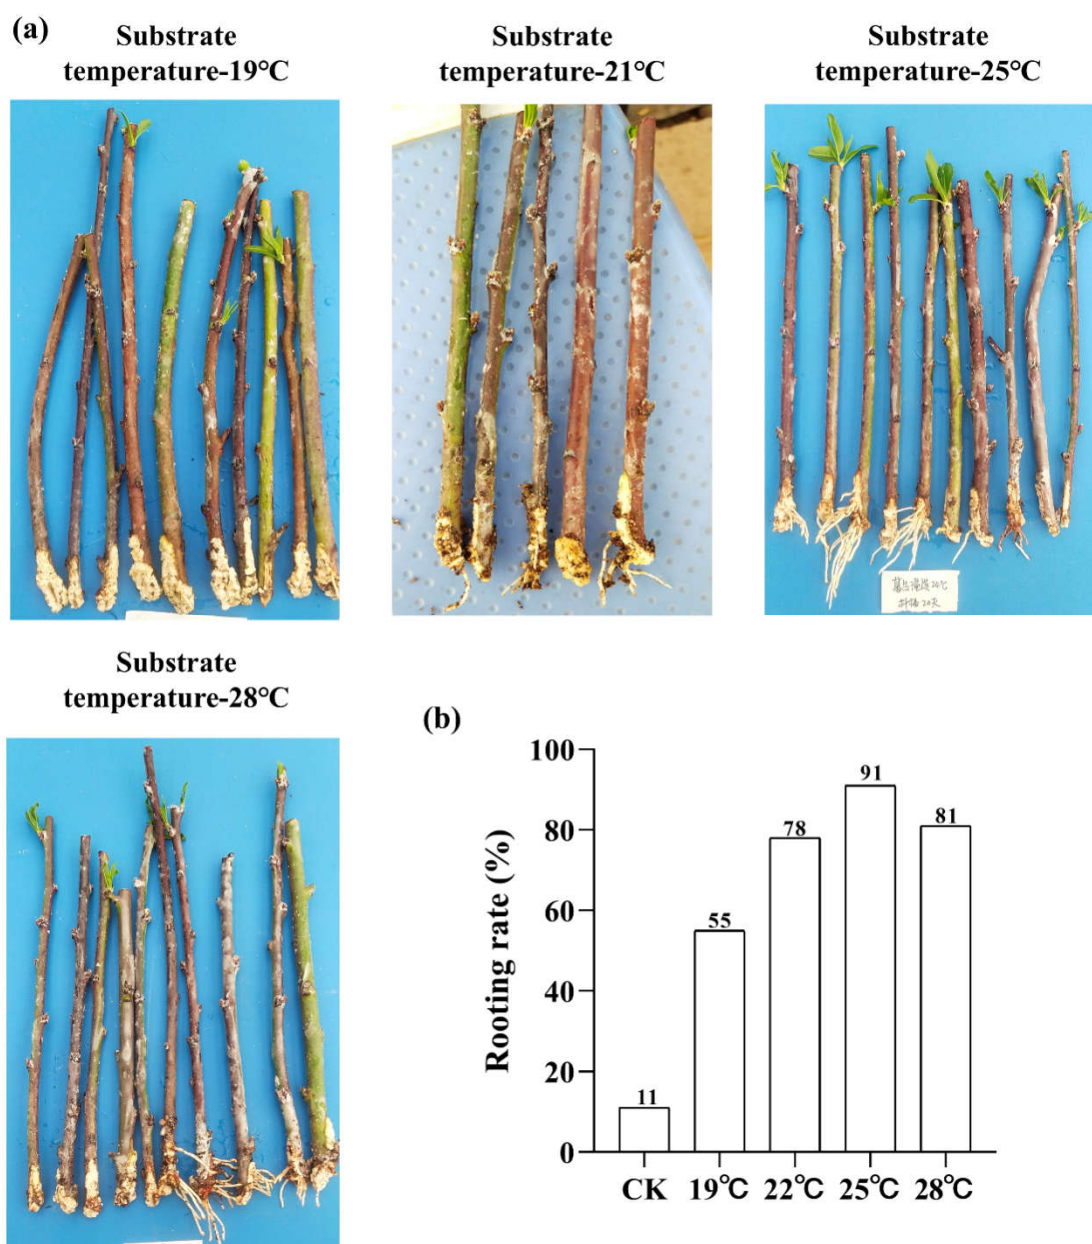 (a)
Substrate
temperature-19℃
Substrate
temperature-21℃
Substrate
temperature-25℃
Substrate
temperature-28℃
(b)
Rooting rate (%)
100
80
60
40
20
0
11
55
78
91
81
CK
19℃
22℃
25℃
28℃